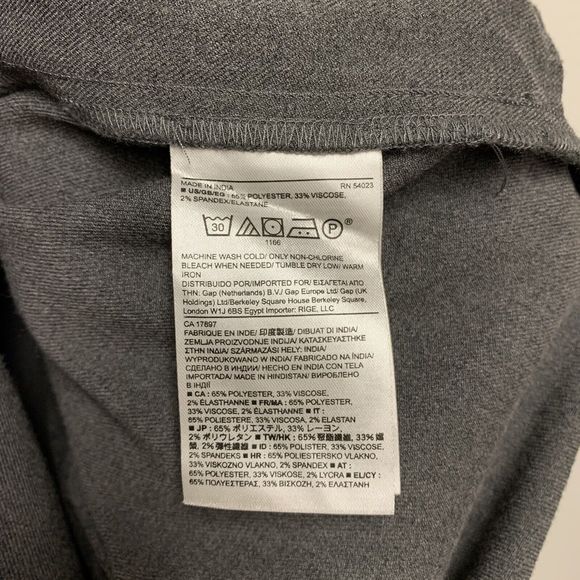 MADE IN INDIA RN 54023
■ US/GB/EG : 65% POLYESTER, 33% VISCOSE,
2% SPANDEX/ELASTANE
30 P ®
1166
MACHINE WASH COLD/ ONLY NON-CHLORINE
BLEACH WHEN NEEDED/ TUMBLE DRY LOW/ WARM
IRON
DISTRIBUIDO POR/IMPORTED FOR/ ΕΙΣΑΓΕΤΑΙ ΑΠΟ
ΤΗΝ: Gap (Netherlands) B.V./ Gap Europe Ltd/ Gap (UK
Holdings) Ltd/Berkeley Square House Berkeley Square,
London W1J 6BS Egypt Importer: RIGE, LLC
CA 17897
FABRIQUE EN INDE/ 印度製造/ DIBUAT DI INDIA/
ZEMLJA PROIZVODNJE INDIJA/ ΚΑΤΑΣΚΕΥΑΣΤΗΚΕ
ΣΤΗΝ ΙΝΔΙΑ/ SZÁRMAZÁSI HELY: INDIA/
WYPRODUKOWANO W INDIA/ FABRICADO NA ÍNDIA/
СДЕЛАНО В ИНДИИ/ HECHO EN INDIA CON TELA
IMPORTADA/ MADE IN HINDISTAN/ ВИРОБЛЕНО
В ІНДІЇ
■ CA : 65% POLYESTER, 33% VISCOSE,
2% ÉLASTHANNE ■ FR/MA : 65% POLYESTER,
33% VISCOSE, 2% ÉLASTHANNE ■ IT :
65% POLIESTERE, 33% VISCOSA, 2% ELASTAN
■ JP : 65% ポリエステル, 33% レーヨン,
2% ポリウレタン ■ TW/HK : 65% 聚酯纖維, 33% 嫘
縈, 2% 彈性纖維 ■ ID : 65% POLISTER, 33% VISCOSE,
2% SPANDEKS ■ HR : 65% POLIESTERSKO VLAKNO,
33% VISKOZNO VLAKNO, 2% SPANDEX ■ AT :
65% POLYESTER, 33% VISKOSE, 2% LYCRA ■ EL/CY :
65% ΠΟΛΥΕΣΤΕΡΑΣ, 33% ΒΙΣΚΟΖΗ, 2% ΕΛΑΣΤΑΝΗ